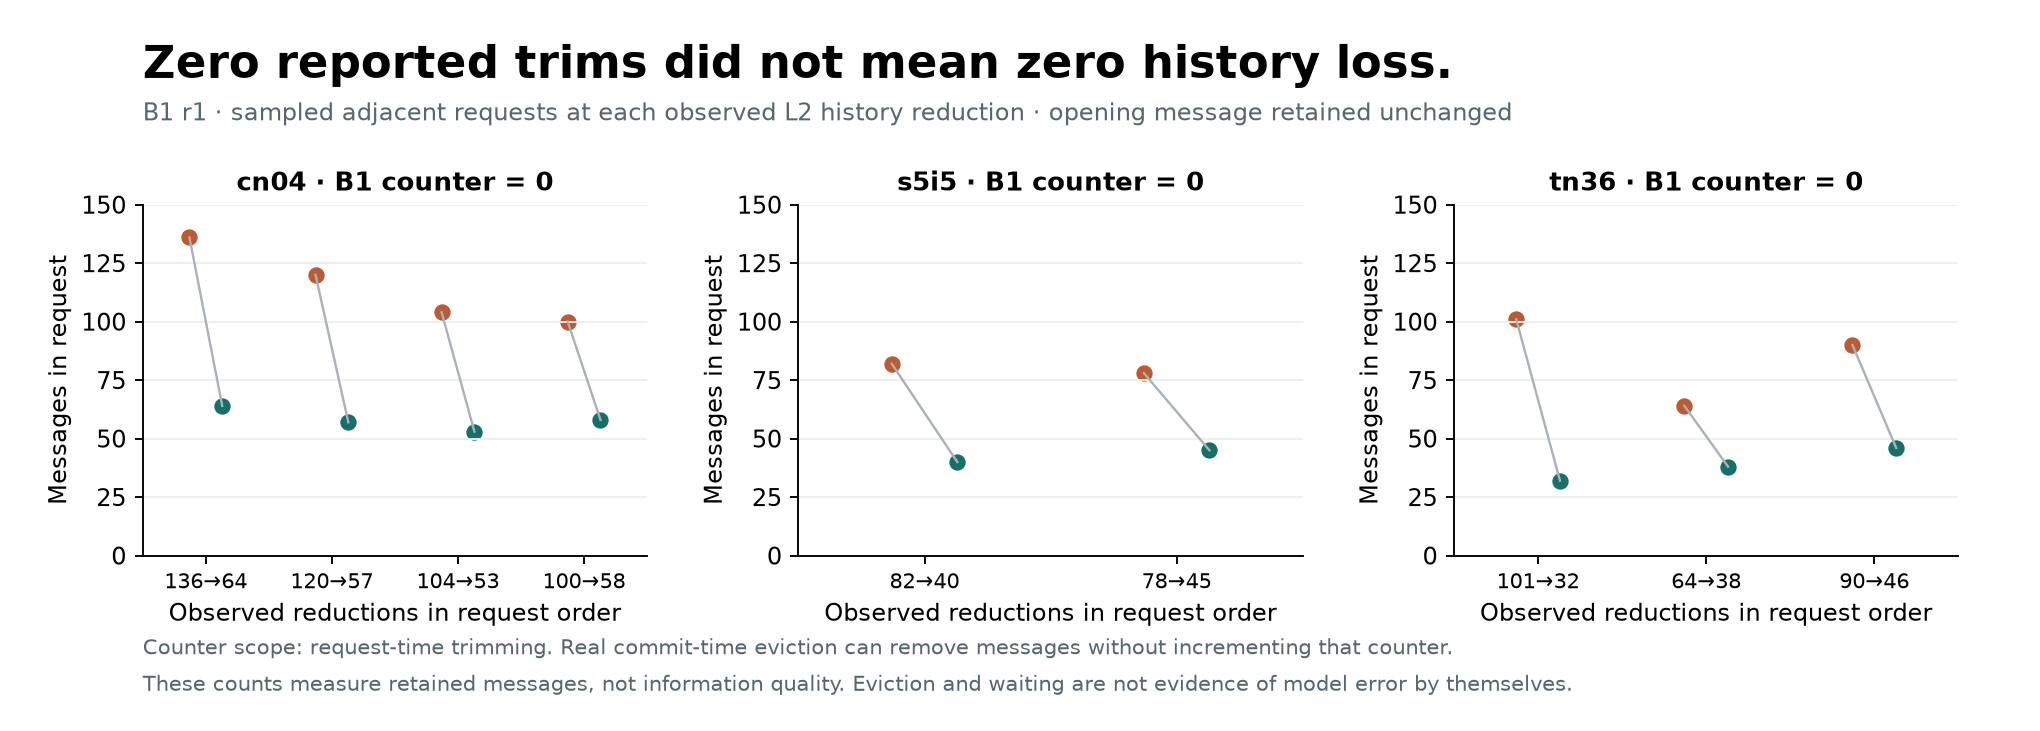 Zero reported trims did not mean zero history loss.
B1 r1 · sampled adjacent requests at each observed L2 history reduction · opening message retained unchanged
cn04 · B1 counter = 0
150
125
100
75
50
25
0
Messages in request
136→64 120→57 104→53 100→58
Observed reductions in request order
s5i5 · B1 counter = 0
150
125
100
75
50
25
0
Messages in request
82→40 78→45
Observed reductions in request order
tn36 · B1 counter = 0
150
125
100
75
50
25
0
Messages in request
101→32 64→38 90→46
Observed reductions in request order
Counter scope: request-time trimming. Real commit-time eviction can remove messages without incrementing that counter.
These counts measure retained messages, not information quality. Eviction and waiting are not evidence of model error by themselves.